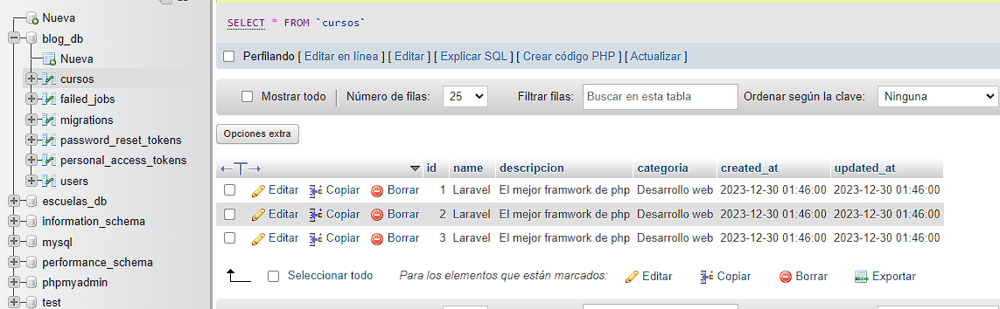 Nueva
blog_db
Nueva
cursos
failed_jobs
migrations
password_reset_tokens
personal_access_tokens
users
escuelas_db
information_schema
mysql
performance_schema
phpmyadmin
test
SELECT * FROM `cursos`
Perfilando [ Editar en línea ] [ Editar ] [ Explicar SQL ] [ Crear código PHP ] [ Actualizar ]
Mostrar todo Número de filas: 25 Filtrar filas: Buscar en esta tabla Ordenar según la clave: Ninguna
Opciones extra
id name descripcion categoria created_at updated_at
Editar Copiar Borrar 1 Laravel El mejor framwork de php Desarrollo web 2023-12-30 01:46:00 2023-12-30 01:46:00
Editar Copiar Borrar 2 Laravel El mejor framwork de php Desarrollo web 2023-12-30 01:46:00 2023-12-30 01:46:00
Editar Copiar Borrar 3 Laravel El mejor framwork de php Desarrollo web 2023-12-30 01:46:00 2023-12-30 01:46:00
Seleccionar todo Para los elementos que están marcados: Editar Copiar Borrar Exportar